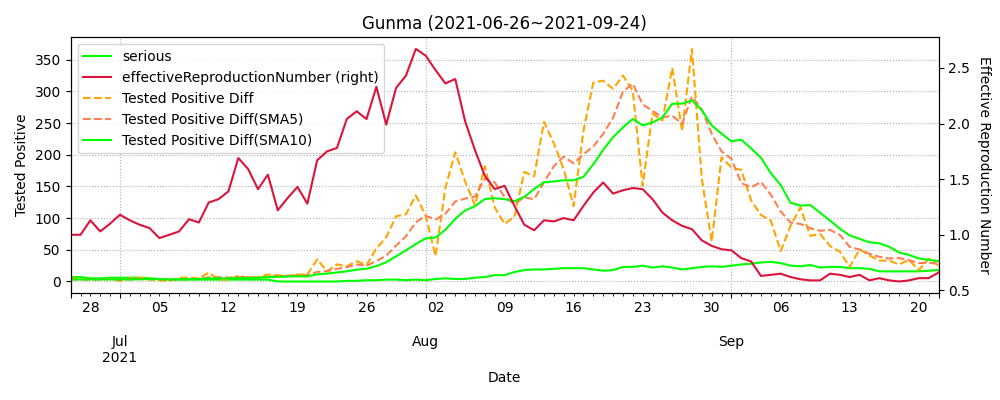 Gunma (2021-06-26~2021-09-24)
serious
effectiveReproductionNumber (right)
Tested Positive Diff
Tested Positive Diff(SMA5)
Tested Positive Diff(SMA10)
Tested Positive
350
300
250
200
150
100
50
0
2.5
2.0
1.5
1.0
0.5
Effective Reproduction Number
28 05 12 19 26 02 09 16 23 30 06 13 20
Jul Aug Sep
2021
Date